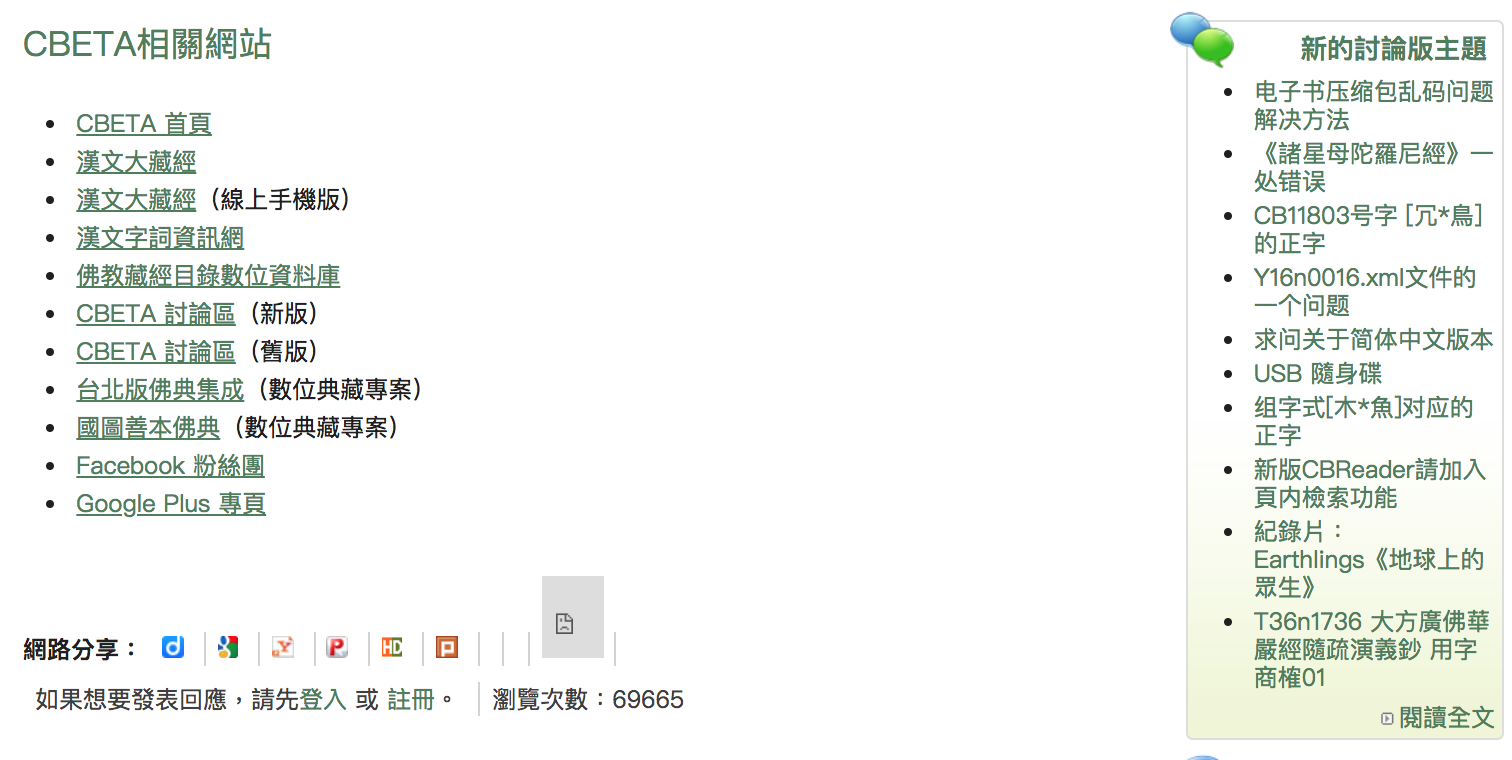 CBETA相關網站
CBETA 首頁
漢文大藏經
漢文大藏經（線上手機版）
漢文字詞資訊網
佛教藏經目錄數位資料庫
CBETA 討論區（新版）
CBETA 討論區（舊版）
台北版佛典集成（數位典藏專案）
國圖善本佛典（數位典藏專案）
Facebook 粉絲團
Google Plus 專頁
網路分享：
如果想要發表回應，請先登入 或 註冊。
瀏覽次數：69665
新的討論版主題
电子书压缩包乱码问题
解决方法
《諸星母陀羅尼經》一
处错误
CB11803号字 [冗*鳥]
的正字
Y16n0016.xml文件的
一个问题
求问关于简体中文版本
USB 隨身碟
组字式[木*魚]对应的
正字
新版CBReader請加入
頁内檢索功能
紀錄片：
Earthlings《地球上的
眾生》
T36n1736 大方廣佛華
嚴經隨疏演義鈔 用字
商榷01
閱讀全文